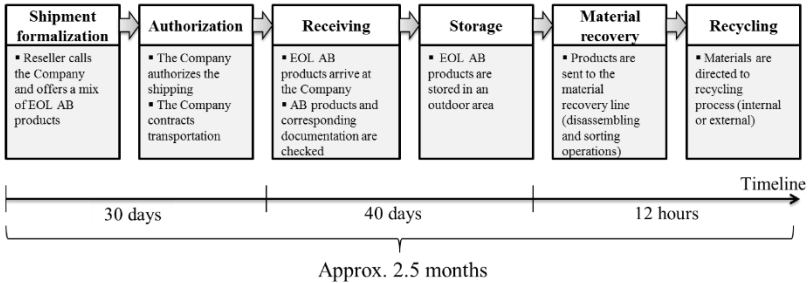 Shipment
formalization
▪ Reseller calls
the Company
and offers a mix
of EOL AB
products
Authorization
▪ The Company
authorizes the
shipping
▪ The Company
contracts
transportation
Receiving
▪ EOL AB
products arrive at
the Company
▪ AB products and
corresponding
documentation are
checked
Storage
▪ EOL AB
products are
stored in an
outdoor area
Material
recovery
▪ Products are
sent to the
material
recovery line
(disassembling
and sorting
operations)
Recycling
▪ Materials are
directed to
recycling
process (internal
or external)
Timeline
30 days
40 days
12 hours
Approx. 2.5 months